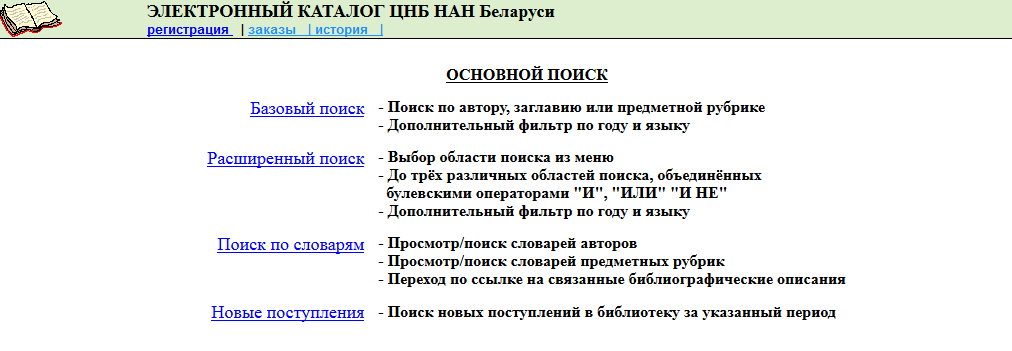 ЭЛЕКТРОННЫЙ КАТАЛОГ ЦНБ НАН Беларуси
регистрация | заказы | история |
ОСНОВНОЙ ПОИСК
Базовый поиск - Поиск по автору, заглавию или предметной рубрике
- Дополнительный фильтр по году и языку
Расширенный поиск - Выбор области поиска из меню
- До трёх различных областей поиска, объединённых
булевскими операторами "И", "ИЛИ" "И НЕ"
- Дополнительный фильтр по году и языку
Поиск по словарям - Просмотр/поиск словарей авторов
- Просмотр/поиск словарей предметных рубрик
- Переход по ссылке на связанные библиографические описания
Новые поступления - Поиск новых поступлений в библиотеку за указанный период